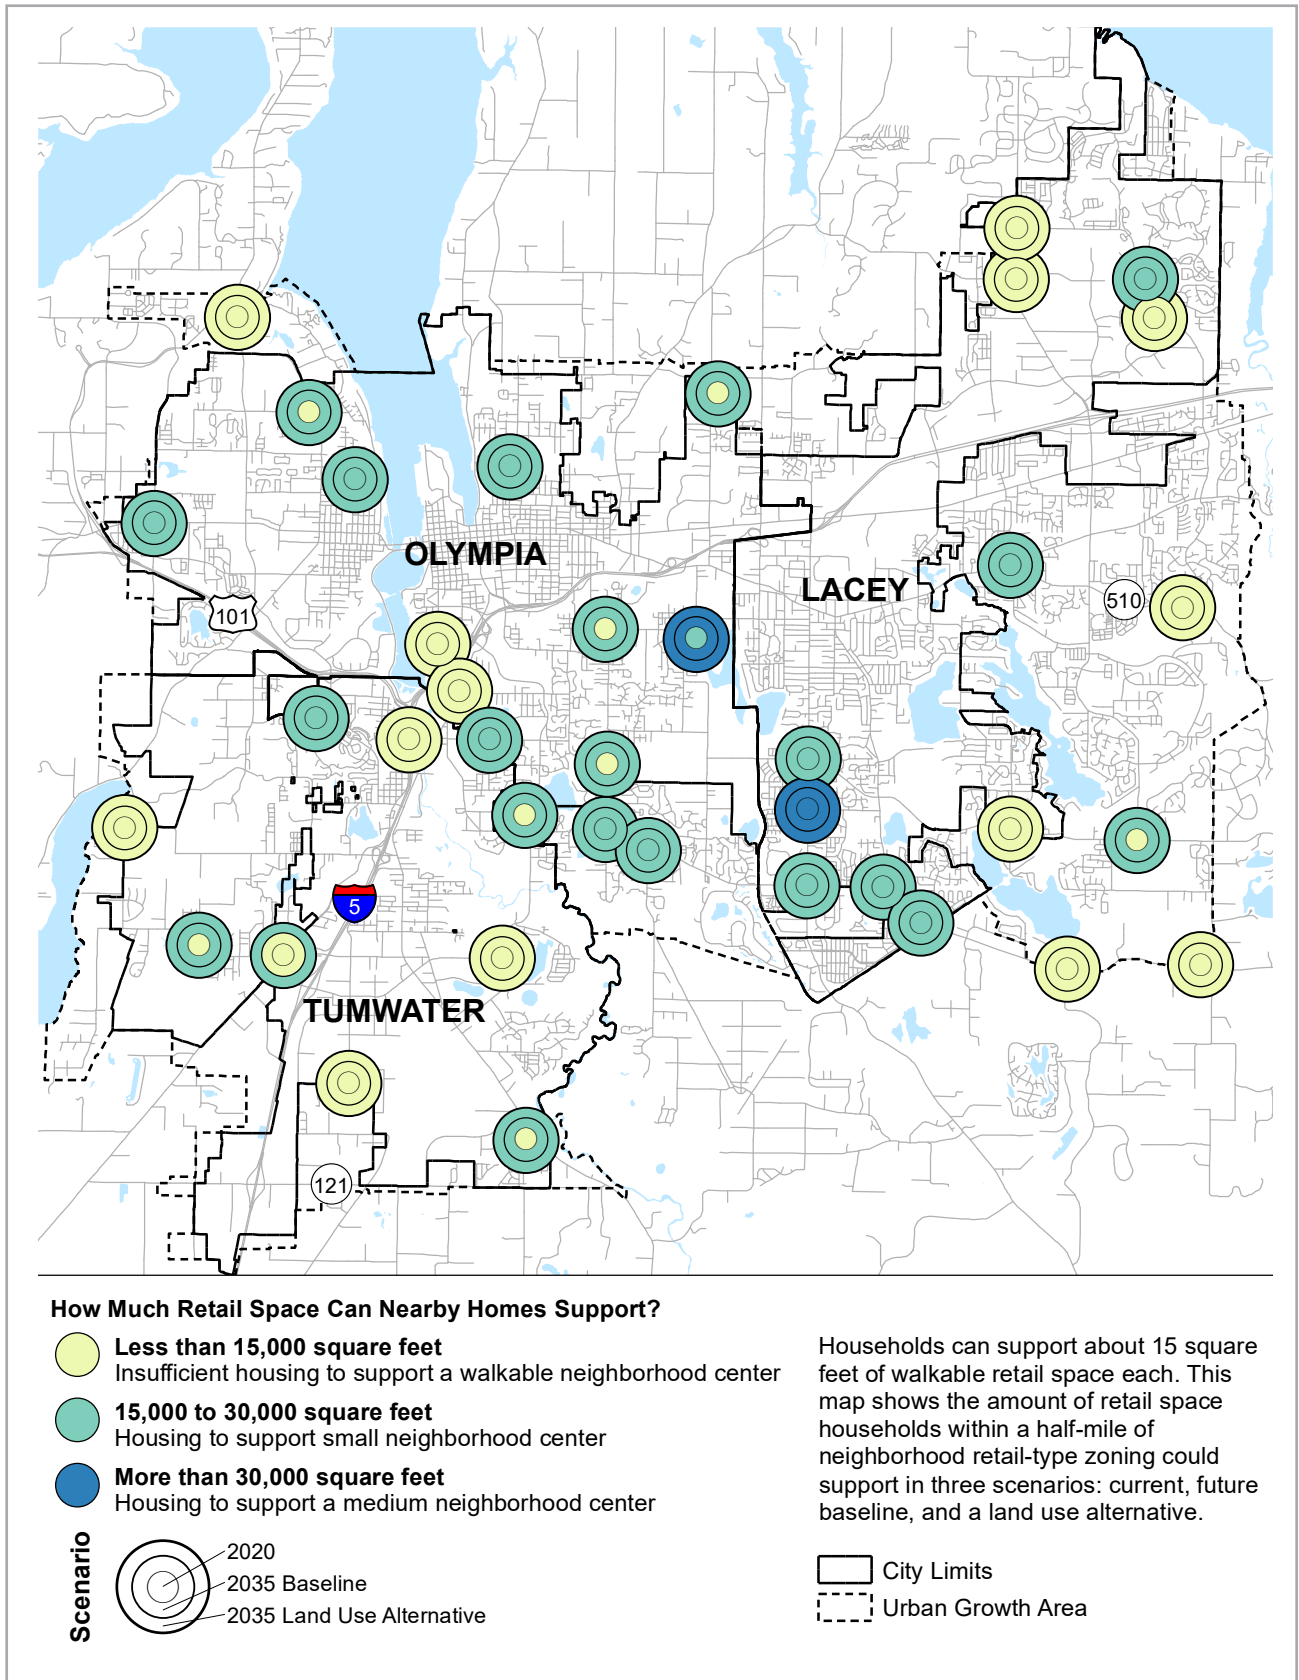 OLYMPIA
LACEY
510
101
5
TUMWATER
121
How Much Retail Space Can Nearby Homes Support?
Less than 15,000 square feet
Insufficient housing to support a walkable neighborhood center
15,000 to 30,000 square feet
Housing to support small neighborhood center
More than 30,000 square feet
Housing to support a medium neighborhood center
Scenario
2020
2035 Baseline
2035 Land Use Alternative
Households can support about 15 square
feet of walkable retail space each. This
map shows the amount of retail space
households within a half-mile of
neighborhood retail-type zoning could
support in three scenarios: current, future
baseline, and a land use alternative.
City Limits
Urban Growth Area